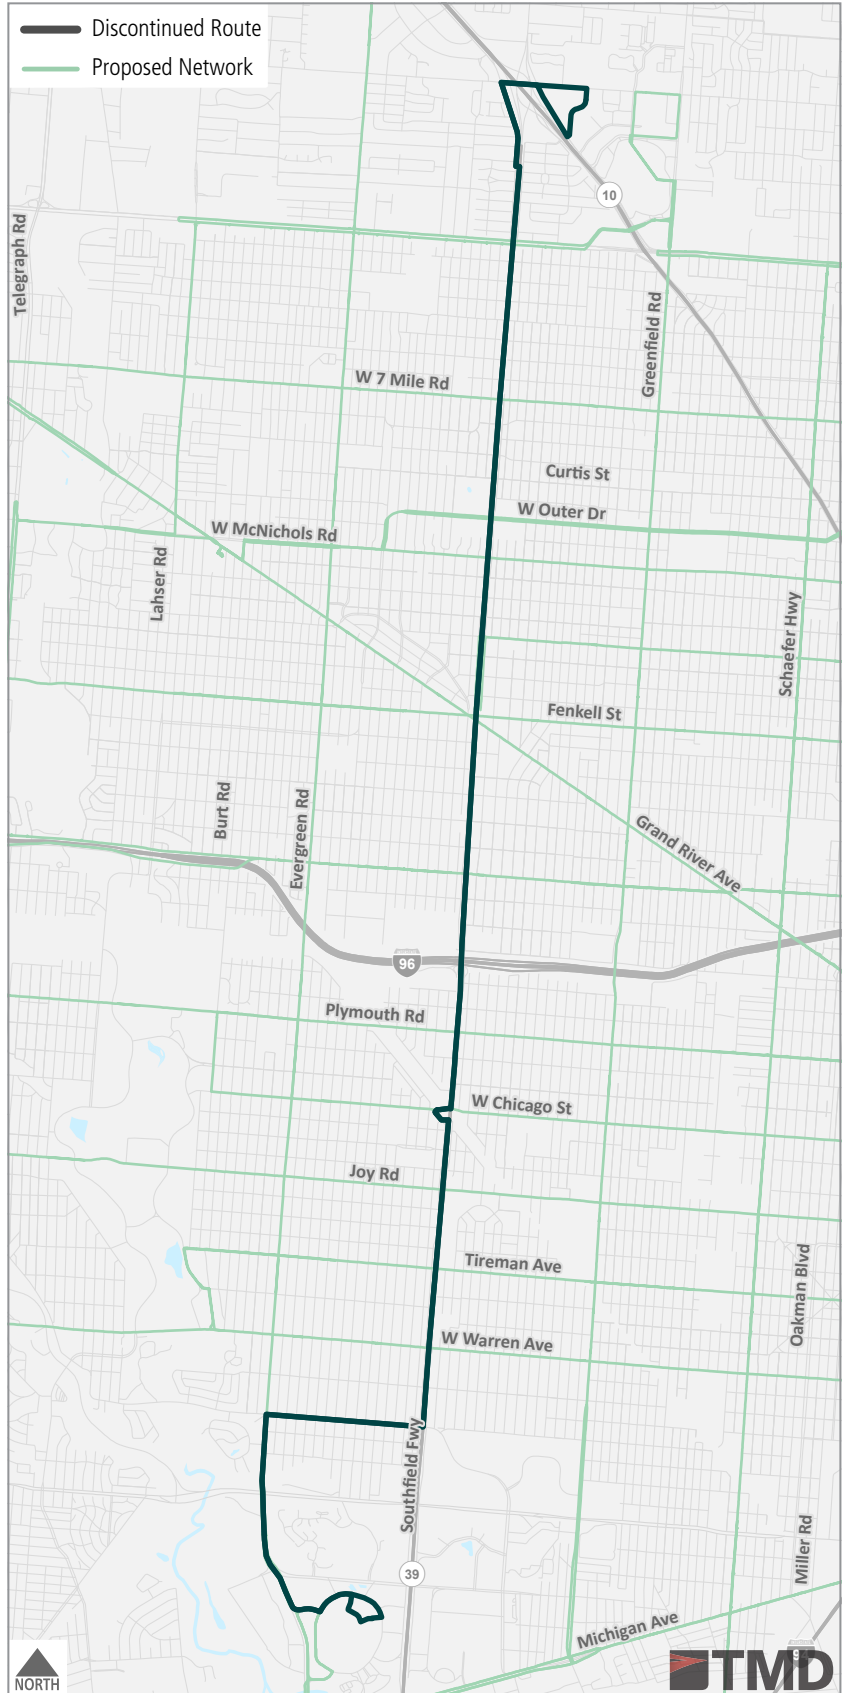 Discontinued Route
Proposed Network
10
Telegraph Rd
Greenfield Rd
W 7 Mile Rd
Curtis St
W Outer Dr
W McNichols Rd
Lahser Rd
Schaefer Hwy
Fenkell St
Burt Rd
Evergreen Rd
Grand River Ave
96
Plymouth Rd
W Chicago St
Joy Rd
Tireman Ave
Oakman Blvd
W Warren Ave
Southfield Fwy
Miller Rd
39
Michigan Ave
NORTH
TMD